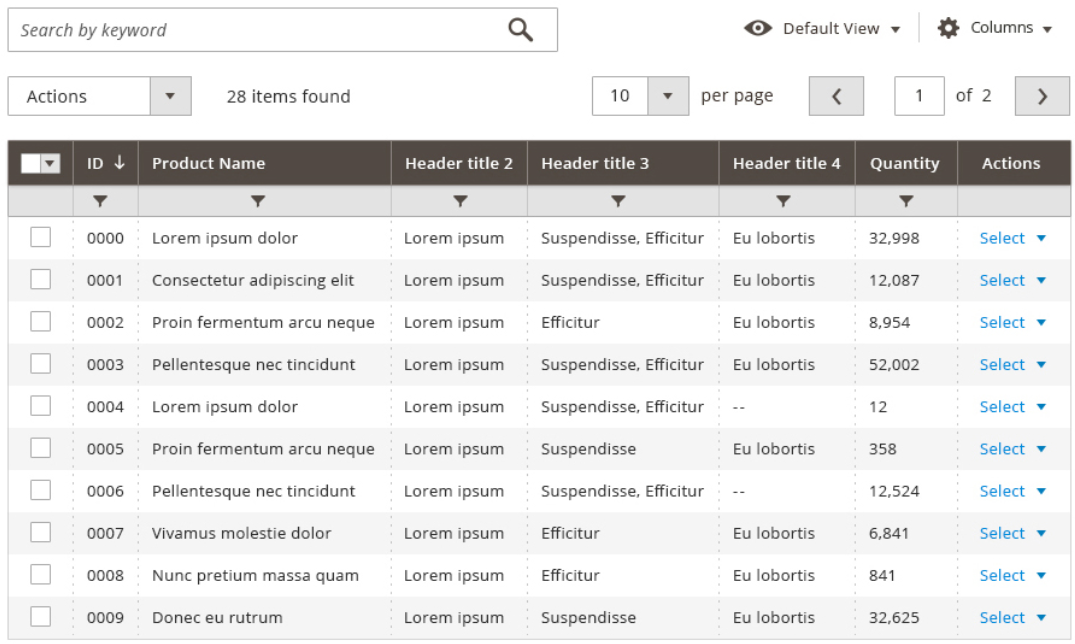 Search by keyword Default View Columns
Actions 28 items found 10 per page 1 of 2
ID Product Name Header title 2 Header title 3 Header title 4 Quantity Actions
0000 Lorem ipsum dolor Lorem ipsum Suspendisse, Efficitur Eu lobortis 32,998 Select
0001 Consectetur adipiscing elit Lorem ipsum Suspendisse, Efficitur Eu lobortis 12,087 Select
0002 Proin fermentum arcu neque Lorem ipsum Efficitur Eu lobortis 8,954 Select
0003 Pellentesque nec tincidunt Lorem ipsum Suspendisse, Efficitur Eu lobortis 52,002 Select
0004 Lorem ipsum dolor Lorem ipsum Suspendisse, Efficitur -- 12 Select
0005 Proin fermentum arcu neque Lorem ipsum Suspendisse Eu lobortis 358 Select
0006 Pellentesque nec tincidunt Lorem ipsum Suspendisse, Efficitur -- 12,524 Select
0007 Vivamus molestie dolor Lorem ipsum Efficitur Eu lobortis 6,841 Select
0008 Nunc pretium massa quam Lorem ipsum Efficitur Eu lobortis 841 Select
0009 Donec eu rutrum Lorem ipsum Suspendisse Eu lobortis 32,625 Select